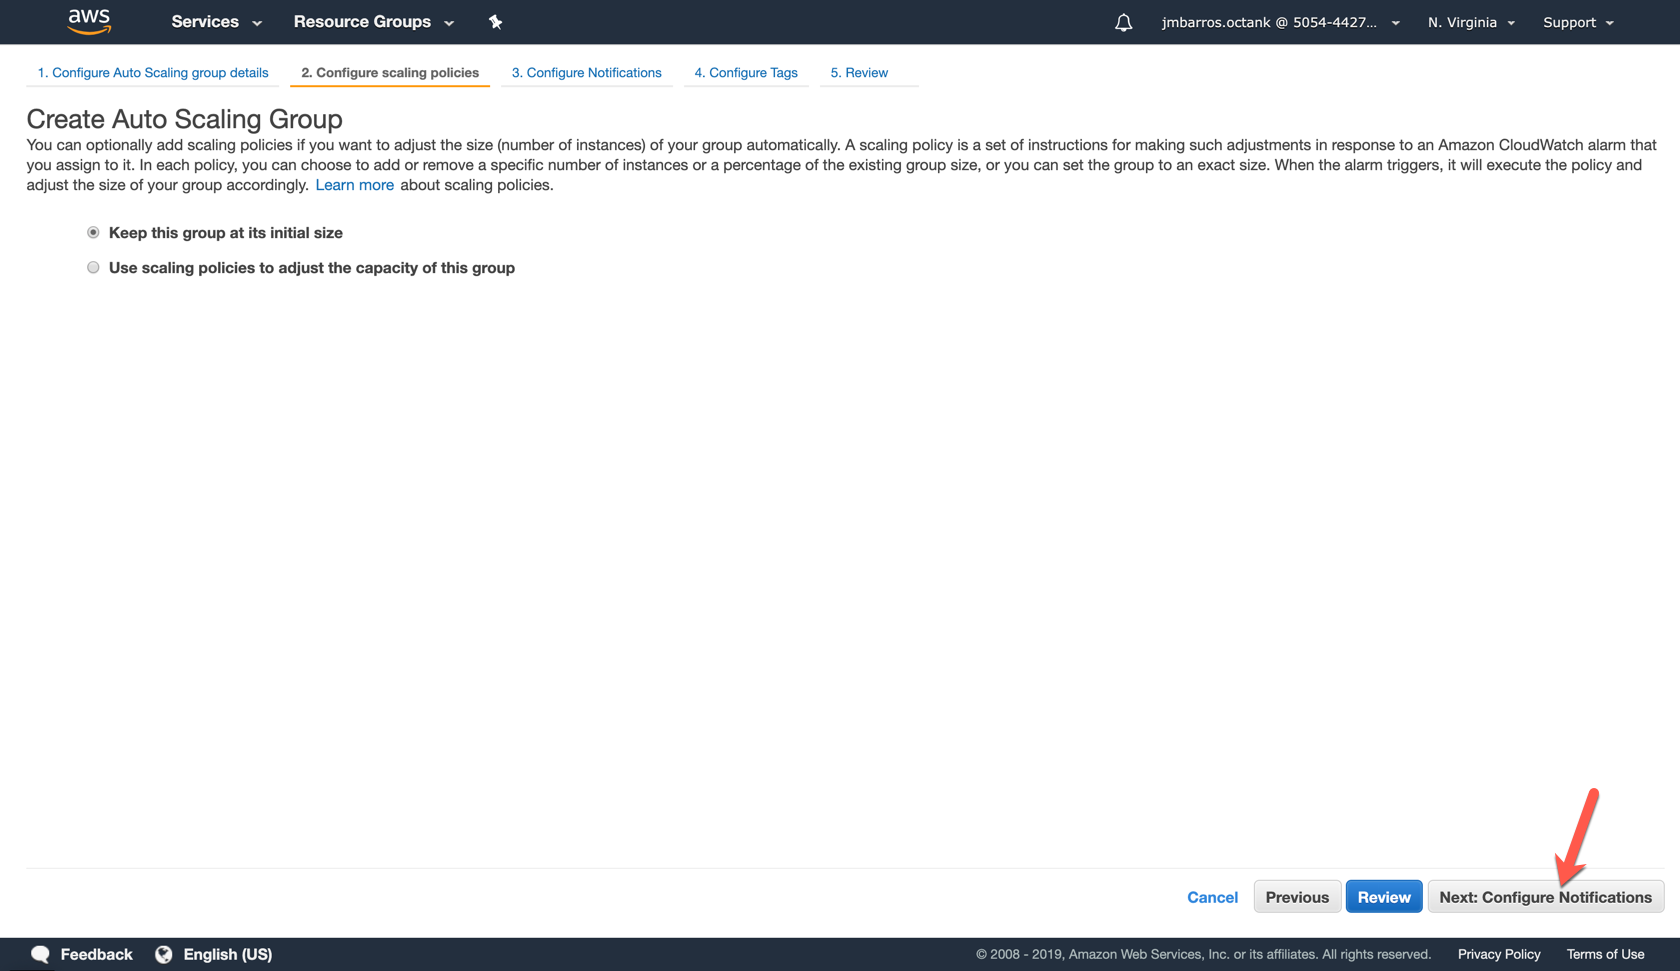 aws Services Resource Groups jmbarros.octank @ 5054-4427... N. Virginia Support
1. Configure Auto Scaling group details 2. Configure scaling policies 3. Configure Notifications 4. Configure Tags 5. Review
Create Auto Scaling Group
You can optionally add scaling policies if you want to adjust the size (number of instances) of your group automatically. A scaling policy is a set of instructions for making such adjustments in response to an Amazon CloudWatch alarm that
you assign to it. In each policy, you can choose to add or remove a specific number of instances or a percentage of the existing group size, or you can set the group to an exact size. When the alarm triggers, it will execute the policy and
adjust the size of your group accordingly. Learn more about scaling policies.
Keep this group at its initial size
Use scaling policies to adjust the capacity of this group
Cancel Previous Review Next: Configure Notifications
Feedback English (US) © 2008 - 2019, Amazon Web Services, Inc. or its affiliates. All rights reserved. Privacy Policy Terms of Use